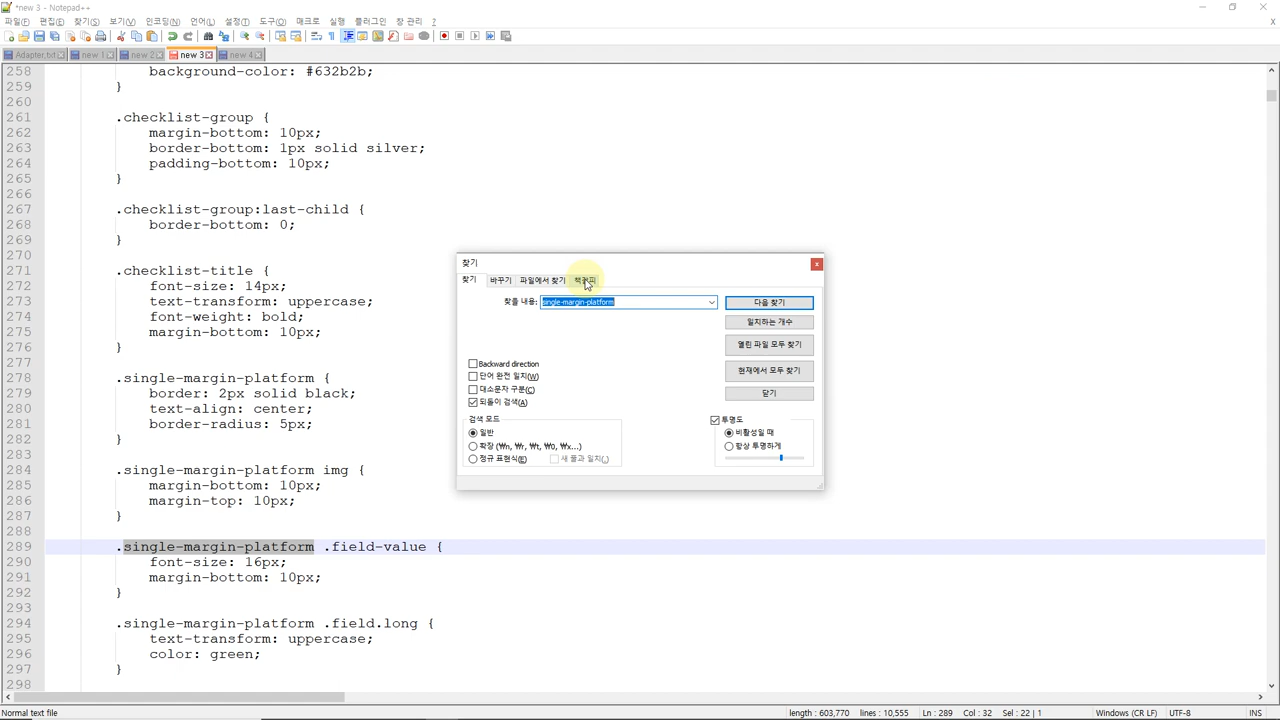 *new 3 - Notepad++
파일(F) 편집(E) 찾기(S) 보기(V) 인코딩(N) 언어(L) 설정(T) 도구(O) 매크로 실행 플러그인 창 관리 ? X
Adapter.txt new 1 new 2 new 3 new 4
258 background-color: #632b2b;
259 }
260
261 .checklist-group {
262 margin-bottom: 10px;
263 border-bottom: 1px solid silver;
264 padding-bottom: 10px;
265 }
266
267 .checklist-group:last-child {
268 border-bottom: 0;
269 }
270
271 .checklist-title {
272 font-size: 14px;
273 text-transform: uppercase;
274 font-weight: bold;
275 margin-bottom: 10px;
276 }
277
278 .single-margin-platform {
279 border: 2px solid black;
280 text-align: center;
281 border-radius: 5px;
282 }
283
284 .single-margin-platform img {
285 margin-bottom: 10px;
286 margin-top: 10px;
287 }
288
289 .single-margin-platform .field-value {
290 font-size: 16px;
291 margin-bottom: 10px;
292 }
293
294 .single-margin-platform .field.long {
295 text-transform: uppercase;
296 color: green;
297 }
298
찾기
찾기 바꾸기 파일에서 찾기
찾을 내용: single-margin-platform 다음 찾기
일치하는 개수
열린 파일 모두 찾기
Backward direction
단어 완전 일치(W) 현재에서 모두 찾기
대소문자 구분(C) 닫기
되돌이 검색(A)
검색 모드 투명도
일반 비활성일 때
확장 (₩n, ₩r, ₩t, ₩0, ₩x...) 항상 투명하게
정규 표현식(E) 새 줄과 일치(.)
Normal text file length : 603,770 lines : 10,555 Ln : 289 Col : 32 Sel : 22 | 1 Windows (CR LF) UTF-8 INS